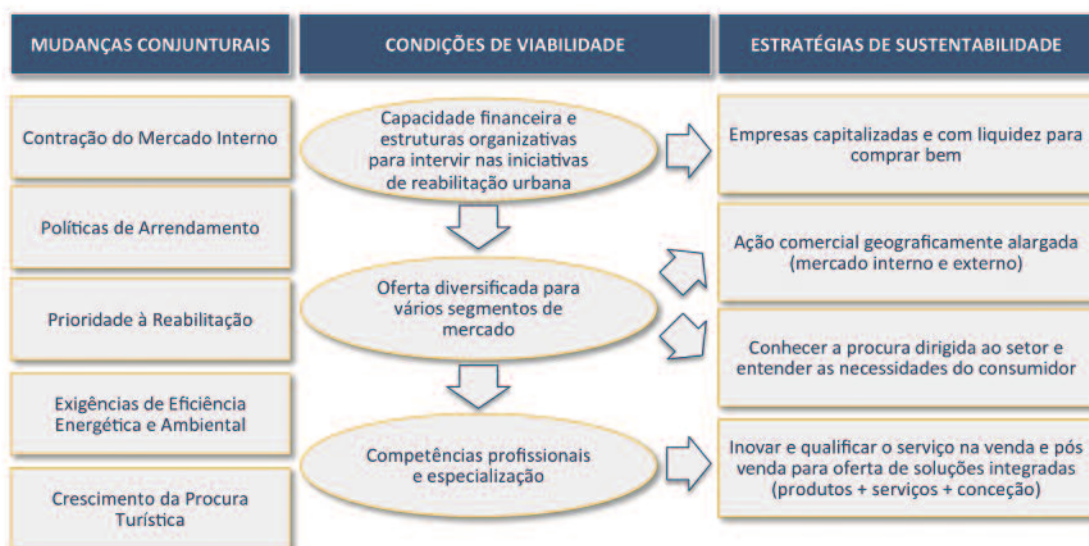 MUDANÇAS CONJUNTURAIS
CONDIÇÕES DE VIABILIDADE
ESTRATÉGIAS DE SUSTENTABILIDADE
Contração do Mercado Interno
Políticas de Arrendamento
Prioridade à Reabilitação
Exigências de Eficiência
Energética e Ambiental
Crescimento da Procura
Turística
Capacidade financeira e
estruturas organizativas
para intervir nas iniciativas
de reabilitação urbana
Oferta diversificada para
vários segmentos de
mercado
Competências profissionais
e especialização
Empresas capitalizadas e com liquidez para
comprar bem
Ação comercial geograficamente alargada
(mercado interno e externo)
Conhecer a procura dirigida ao setor e
entender as necessidades do consumidor
Inovar e qualificar o serviço na venda e pós
venda para oferta de soluções integradas
(produtos + serviços + conceção)